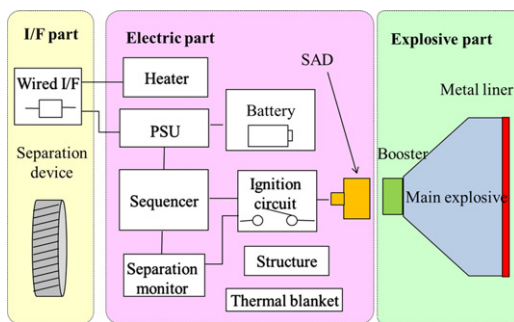 I/F part
Wired I/F
Separation
device
Electric part
Heater
PSU
Battery
Sequencer
Ignition
circuit
Separation
monitor
Structure
Thermal blanket
SAD
Explosive part
Metal liner
Booster
Main explosive